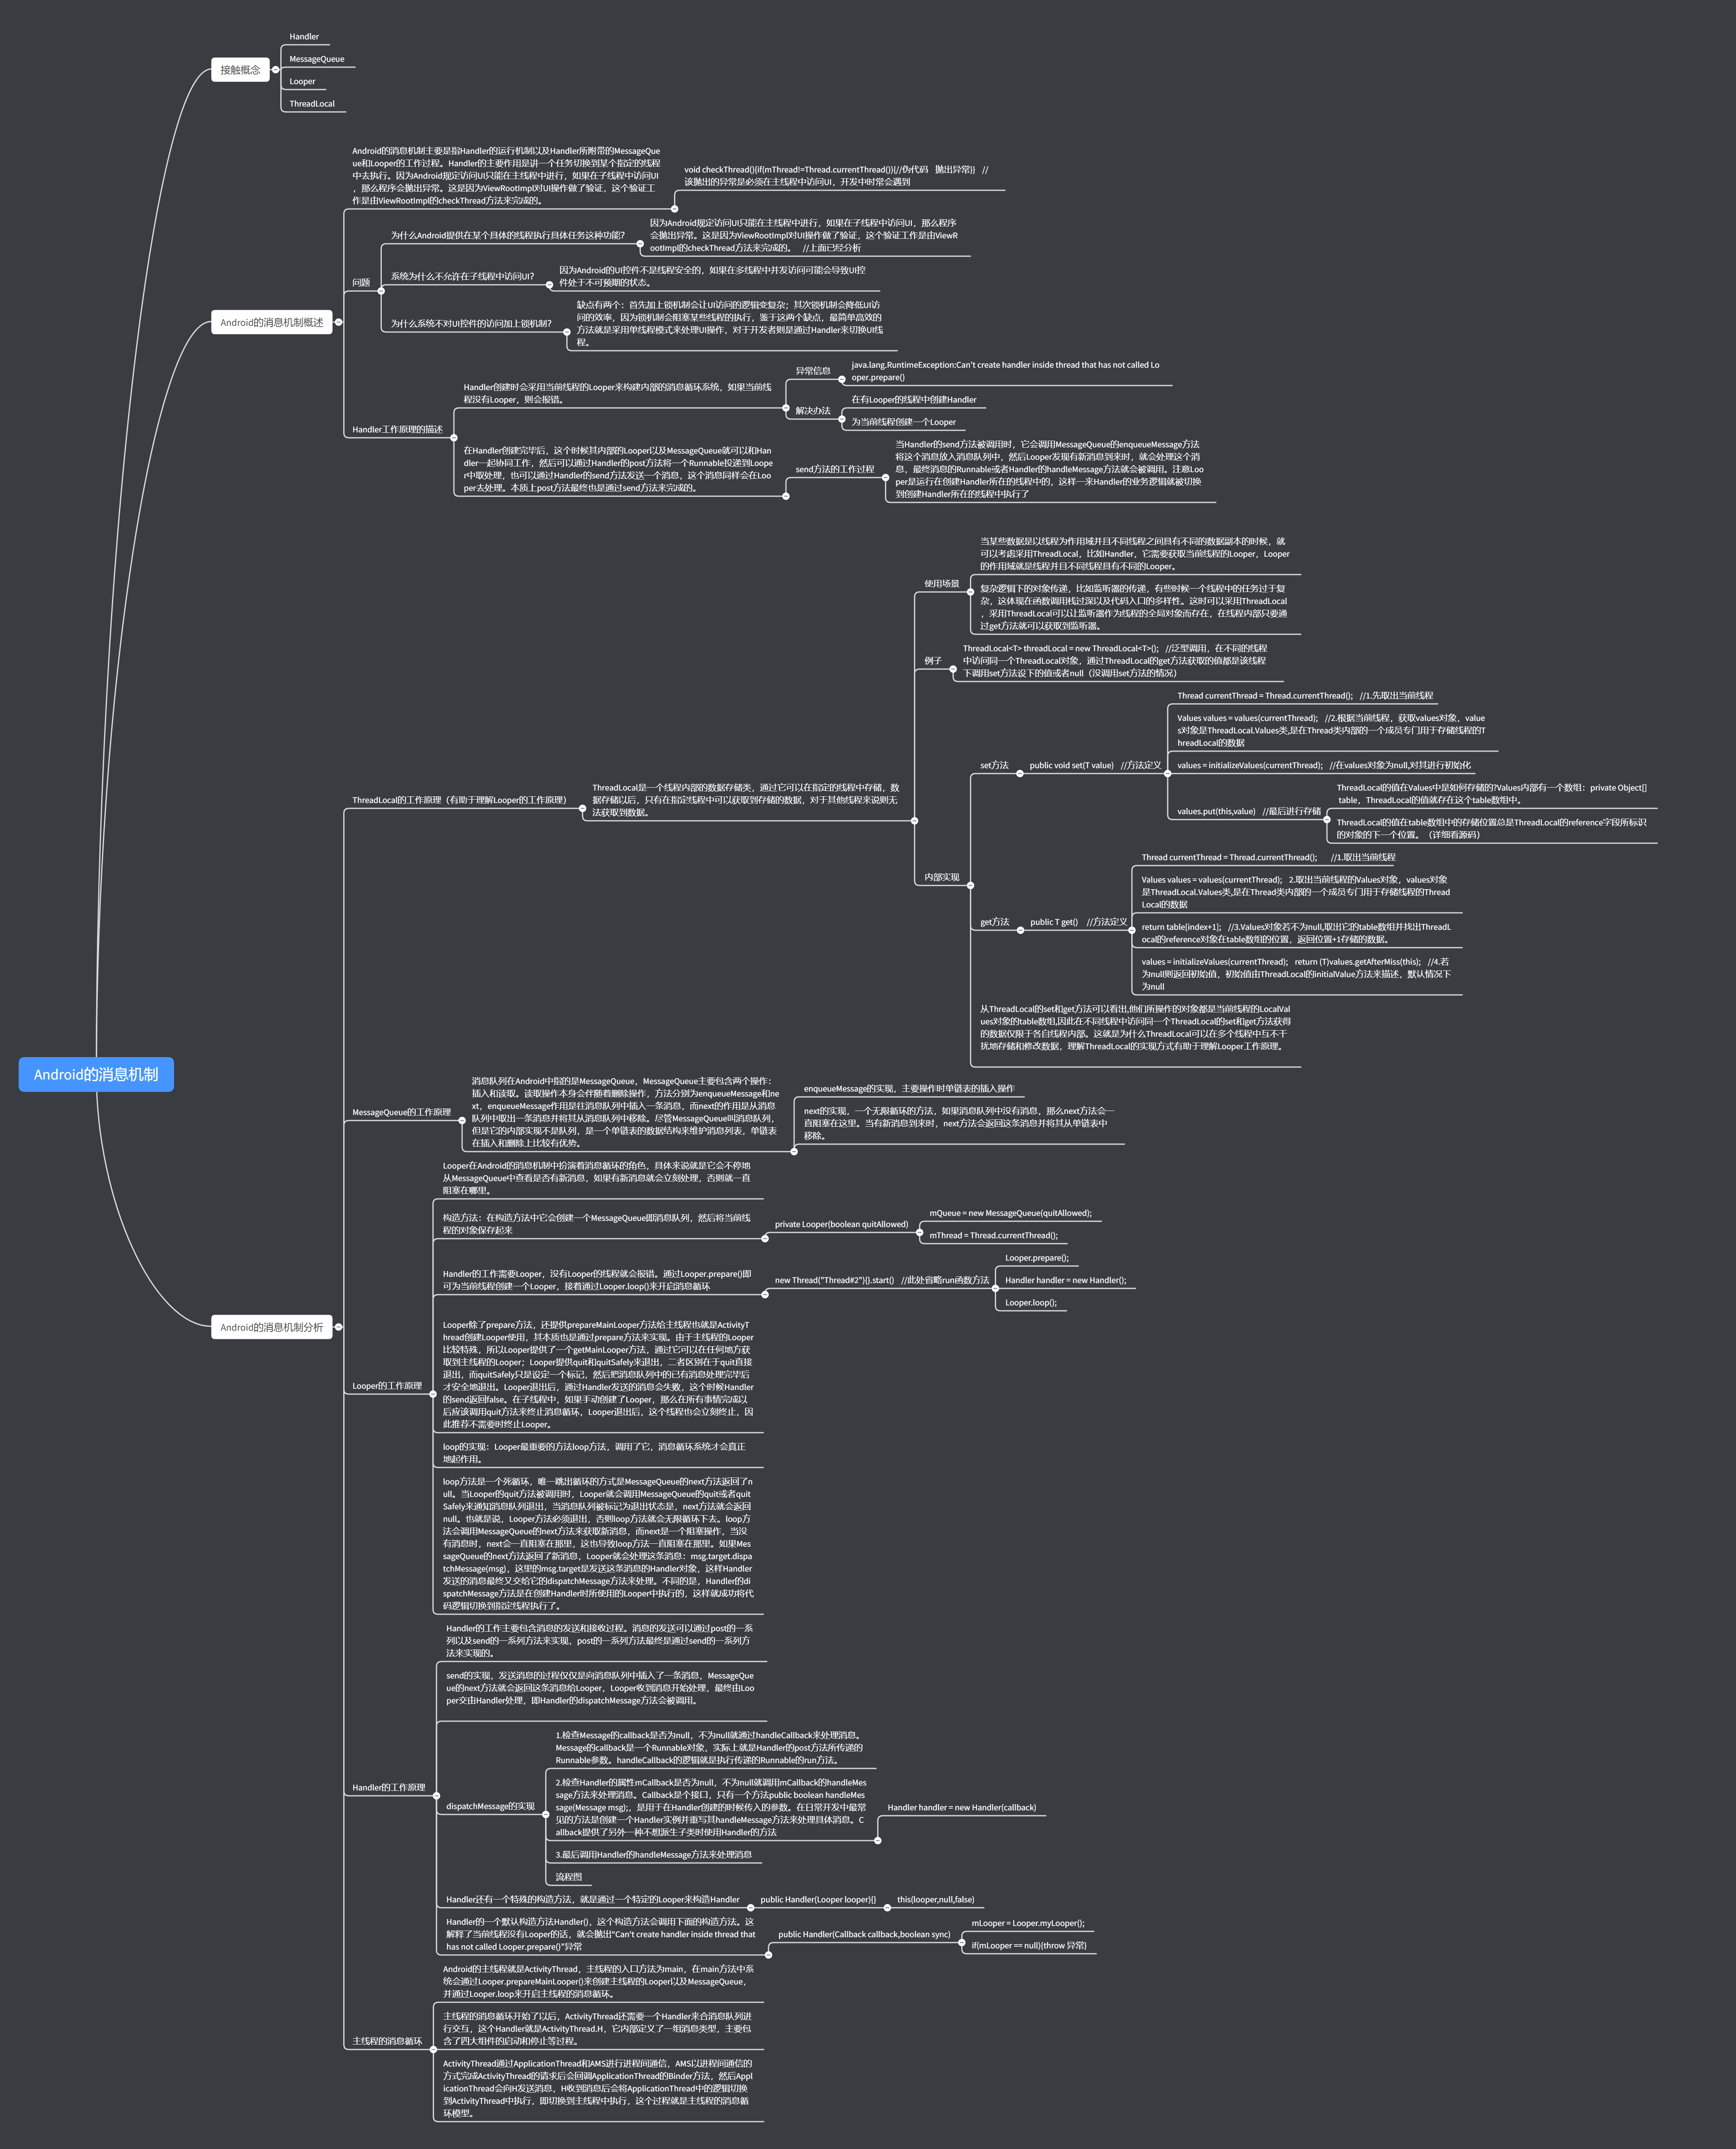 Handler
MessageQueue
接触概念
Looper
ThreadLocal
Android的消息机制主要是指Handler的运行机制以及Handler所附带的MessageQue
ue和Looper的工作过程。Handler的主要作用是讲一个任务切换到某个指定的线程
中去执行。因为Android规定访问UI只能在主线程中进行，如果在子线程中访问UI
，那么程序会抛出异常。这是因为ViewRootImpl对UI操作做了验证，这个验证工
作是由ViewRootImpl的checkThread方法来完成的。
void checkThread(){if(mThread!=Thread.currentThread()){//伪代码   抛出异常}}   //
该抛出的异常是必须在主线程中访问UI，开发中时常会遇到
问题
为什么Android提供在某个具体的线程执行具体任务这种功能？
因为Android规定访问UI只能在主线程中进行，如果在子线程中访问UI，那么程序
会抛出异常。这是因为ViewRootImpl对UI操作做了验证，这个验证工作是由ViewR
ootImpl的checkThread方法来完成的。   //上面已经分析
系统为什么不允许在子线程中访问UI？
因为Android的UI控件不是线程安全的，如果在多线程中并发访问可能会导致UI控
件处于不可预期的状态。
为什么系统不对UI控件的访问加上锁机制？
缺点有两个：首先加上锁机制会让UI访问的逻辑变复杂；其次锁机制会降低UI访
问的效率，因为锁机制会阻塞某些线程的执行，鉴于这两个缺点，最简单高效的
方法就是采用单线程模式来处理UI操作，对于开发者则是通过Handler来切换UI线
程。
Android的消息机制概述
Handler工作原理的描述
Handler创建时会采用当前线程的Looper来构建内部的消息循环系统，如果当前线
程没有Looper，则会报错。
异常信息
java.lang.RuntimeException:Can't create handler inside thread that has not called Lo
oper.prepare()
解决办法
在有Looper的线程中创建Handler
为当前线程创建一个Looper
在Handler创建完毕后，这个时候其内部的Looper以及MessageQueue就可以和Han
dler一起协同工作，然后可以通过Handler的post方法将一个Runnable投递到Loope
r中取处理，也可以通过Handler的send方法发送一个消息，这个消息同样会在Loo
per去处理。本质上post方法最终也是通过send方法来完成的。
send方法的工作过程
当Handler的send方法被调用时，它会调用MessageQueue的enqueueMessage方法
将这个消息放入消息队列中，然后Looper发现有新消息到来时，就会处理这个消
息，最终消息的Runnable或者Handler的handleMessage方法就会被调用。注意Loo
per是运行在创建Handler所在的线程中的，这样一来Handler的业务逻辑就被切换
到创建Handler所在的线程中执行了
Android的消息机制
Android的消息机制分析
ThreadLocal的工作原理（有助于理解Looper的工作原理）
ThreadLocal是一个线程内部的数据存储类，通过它可以在指定的线程中存储，数
据存储以后，只有在指定线程中可以获取到存储的数据，对于其他线程来说则无
法获取到数据。
使用场景
当某些数据是以线程为作用域并且不同线程之间具有不同的数据副本的时候，就
可以考虑采用ThreadLocal，比如Handler，它需要获取当前线程的Looper，Looper
的作用域就是线程并且不同线程具有不同的Looper。
复杂逻辑下的对象传递，比如监听器的传递，有些时候一个线程中的任务过于复
杂，这体现在函数调用栈过深以及代码入口的多样性。这时可以采用ThreadLocal
，采用ThreadLocal可以让监听器作为线程的全局对象而存在，在线程内部只要通
过get方法就可以获取到监听器。
例子
ThreadLocal<T> threadLocal = new ThreadLocal<T>();   //泛型调用，在不同的线程
中访问同一个ThreadLocal对象，通过ThreadLocal的get方法获取的值都是该线程
下调用set方法设下的值或者null（没调用set方法的情况）
内部实现
set方法
public void set(T value)   //方法定义
Thread currentThread = Thread.currentThread();   //1.先取出当前线程
Values values = values(currentThread);   //2.根据当前线程，获取values对象，value
s对象是ThreadLocal.Values类,是在Thread类内部的一个成员专门用于存储线程的T
hreadLocal的数据
values = initializeValues(currentThread);   //在values对象为null,对其进行初始化
values.put(this,value)   //最后进行存储
ThreadLocal的值在Values中是如何存储的?Values内部有一个数组：private Object[]
table，ThreadLocal的值就存在这个table数组中。
ThreadLocal的值在table数组中的存储位置总是ThreadLocal的reference字段所标识
的对象的下一个位置。（详细看源码）
get方法
public T get()   //方法定义
Thread currentThread = Thread.currentThread();      //1.取出当前线程
Values values = values(currentThread);   2.取出当前线程的Values对象，values对象
是ThreadLocal.Values类,是在Thread类内部的一个成员专门用于存储线程的Thread
Local的数据
return table[index+1];   //3.Values对象若不为null,取出它的table数组并找出ThreadL
ocal的reference对象在table数组的位置，返回位置+1存储的数据。
values = initializeValues(currentThread);   return (T)values.getAfterMiss(this);   //4.若
为null则返回初始值，初始值由ThreadLocal的initialValue方法来描述，默认情况下
为null
从ThreadLocal的set和get方法可以看出,他们所操作的对象都是当前线程的LocalVal
ues对象的table数组,因此在不同线程中访问同一个ThreadLocal的set和get方法获得
的数据仅限于各自线程内部。这就是为什么ThreadLocal可以在多个线程中互不干
扰地存储和修改数据，理解ThreadLocal的实现方式有助于理解Looper工作原理。
MessageQueue的工作原理
消息队列在Android中指的是MessageQueue，MessageQueue主要包含两个操作：
插入和读取。读取操作本身会伴随着删除操作，方法分别为enqueueMessage和ne
xt，enqueueMessage作用是往消息队列中插入一条消息，而next的作用是从消息
队列中取出一条消息并将其从消息队列中移除。尽管MessageQueue叫消息队列，
但是它的内部实现不是队列，是一个单链表的数据结构来维护消息列表，单链表
在插入和删除上比较有优势。
enqueueMessage的实现，主要操作时单链表的插入操作
next的实现，一个无限循环的方法，如果消息队列中没有消息，那么next方法会一
直阻塞在这里。当有新消息到来时，next方法会返回这条消息并将其从单链表中
移除。
Looper的工作原理
Looper在Android的消息机制中扮演着消息循环的角色，具体来说就是它会不停地
从MessageQueue中查看是否有新消息，如果有新消息就会立刻处理，否则就一直
阻塞在哪里。
构造方法：在构造方法中它会创建一个MessageQueue即消息队列，然后将当前线
程的对象保存起来
private Looper(boolean quitAllowed)
mQueue = new MessageQueue(quitAllowed);
mThread = Thread.currentThread();
Handler的工作需要Looper，没有Looper的线程就会报错。通过Looper.prepare()即
可为当前线程创建一个Looper，接着通过Looper.loop()来开启消息循环
new Thread("Thread#2"){}.start()   //此处省略run函数方法
Looper.prepare();
Handler handler = new Handler();
Looper.loop();
Looper除了prepare方法，还提供prepareMainLooper方法给主线程也就是ActivityT
hread创建Looper使用，其本质也是通过prepare方法来实现。由于主线程的Looper
比较特殊，所以Looper提供了一个getMainLooper方法，通过它可以在任何地方获
取到主线程的Looper；Looper提供quit和quitSafely来退出，二者区别在于quit直接
退出，而quitSafely只是设定一个标记，然后把消息队列中的已有消息处理完毕后
才安全地退出。Looper退出后，通过Handler发送的消息会失败，这个时候Handler
的send返回false。在子线程中，如果手动创建了Looper，那么在所有事情完成以
后应该调用quit方法来终止消息循环，Looper退出后，这个线程也会立刻终止，因
此推荐不需要时终止Looper。
loop的实现：Looper最重要的方法loop方法，调用了它，消息循环系统才会真正
地起作用。
loop方法是一个死循环，唯一跳出循环的方式是MessageQueue的next方法返回了n
ull。当Looper的quit方法被调用时，Looper就会调用MessageQueue的quit或者quit
Safely来通知消息队列退出，当消息队列被标记为退出状态是，next方法就会返回
null。也就是说，Looper方法必须退出，否则loop方法就会无限循环下去。loop方
法会调用MessageQueue的next方法来获取新消息，而next是一个阻塞操作，当没
有消息时，next会一直阻塞在那里，这也导致loop方法一直阻塞在那里。如果Mes
sageQueue的next方法返回了新消息，Looper就会处理这条消息：msg.target.dispa
tchMessage(msg)，这里的msg.target是发送这条消息的Handler对象，这样Handler
发送的消息最终又交给它的dispatchMessage方法来处理。不同的是，Handler的di
spatchMessage方法是在创建Handler时所使用的Looper中执行的，这样就成功将代
码逻辑切换到指定线程执行了。
Handler的工作原理
Handler的工作主要包含消息的发送和接收过程。消息的发送可以通过post的一系
列以及send的一系列方法来实现，post的一系列方法最终是通过send的一系列方
法来实现的。
send的实现，发送消息的过程仅仅是向消息队列中插入了一条消息，MessageQue
ue的next方法就会返回这条消息给Looper，Looper收到消息开始处理，最终由Loo
per交由Handler处理，即Handler的dispatchMessage方法会被调用。
dispatchMessage的实现
1.检查Message的callback是否为null，不为null就通过handleCallback来处理消息。
Message的callback是一个Runnable对象，实际上就是Handler的post方法所传递的
Runnable参数。handleCallback的逻辑就是执行传递的Runnable的run方法。
2.检查Handler的属性mCallback是否为null，不为null就调用mCallback的handleMes
sage方法来处理消息。Callback是个接口，只有一个方法public boolean handleMes
sage(Message msg);，是用于在Handler创建的时候传入的参数。在日常开发中最常
见的方法是创建一个Handler实例并重写其handleMessage方法来处理具体消息。C
allback提供了另外一种不想派生子类时使用Handler的方法
Handler handler = new Handler(callback)
3.最后调用Handler的handleMessage方法来处理消息
流程图
Handler还有一个特殊的构造方法，就是通过一个特定的Looper来构造Handler
public Handler(Looper looper){}
this(looper,null,false)
Handler的一个默认构造方法Handler()，这个构造方法会调用下面的构造方法。这
解释了当前线程没有Looper的话，就会抛出"Can't create handler inside thread that
has not called Looper.prepare()"异常
public Handler(Callback callback,boolean sync)
mLooper = Looper.myLooper();
if(mLooper == null){throw 异常}
主线程的消息循环
Android的主线程就是ActivityThread，主线程的入口方法为main，在main方法中系
统会通过Looper.prepareMainLooper()来创建主线程的Looper以及MessageQueue，
并通过Looper.loop来开启主线程的消息循环。
主线程的消息循环开始了以后，ActivityThread还需要一个Handler来合消息队列进
行交互，这个Handler就是ActivityThread.H，它内部定义了一组消息类型，主要包
含了四大组件的启动和停止等过程。
ActivityThread通过ApplicationThread和AMS进行进程间通信，AMS以进程间通信的
方式完成ActivityThread的请求后会回调ApplicationThread的Binder方法，然后Appl
icationThread会向H发送消息，H收到消息后会将ApplicationThread中的逻辑切换
到ActivityThread中执行，即切换到主线程中执行，这个过程就是主线程的消息循
环模型。